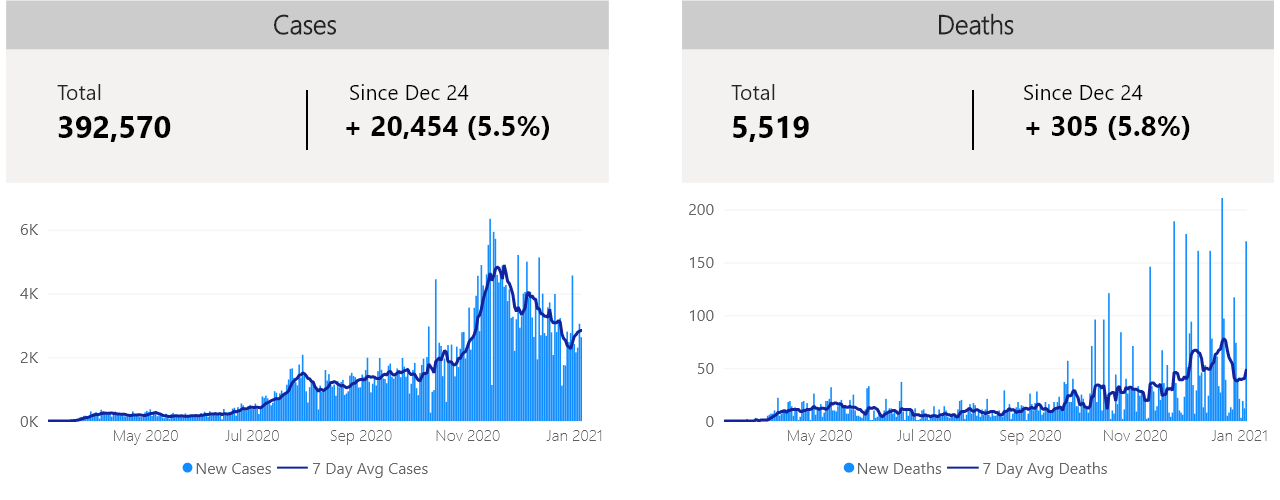 Cases
Total
Since Dec 24
392,570
+ 20,454 (5.5%)
6K
4K
2K
0K
May 2020
Jul 2020
Sep 2020
Nov 2020
Jan 2021
New Cases
7 Day Avg Cases
Deaths
Total
Since Dec 24
5,519
+ 305 (5.8%)
200
150
100
50
0
May 2020
Jul 2020
Sep 2020
Nov 2020
Jan 2021
New Deaths
7 Day Avg Deaths